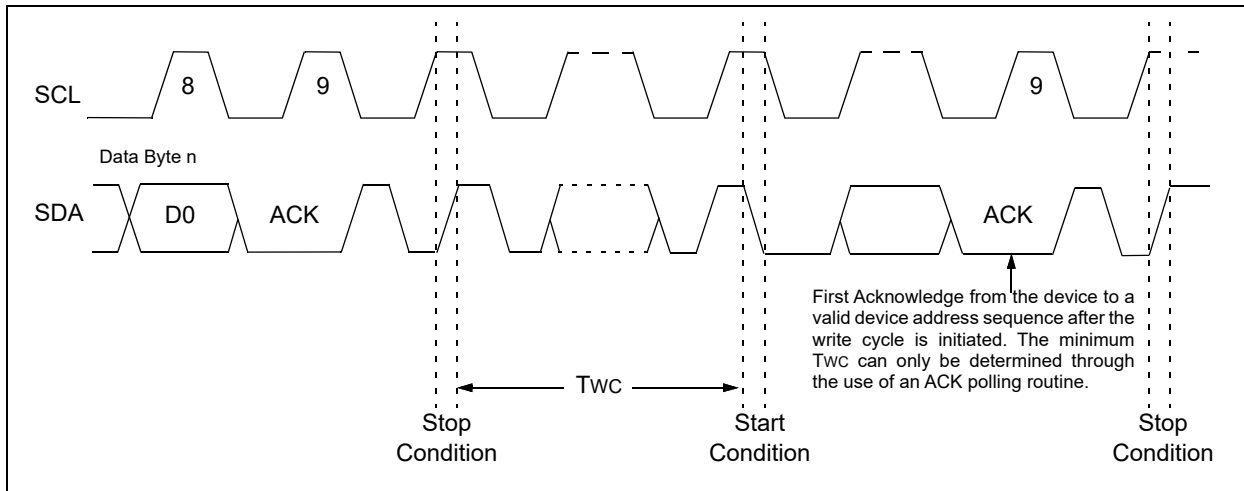 SCL
8
9
9
Data Byte n
SDA
D0
ACK
ACK
First Acknowledge from the device to a
valid device address sequence after the
write cycle is initiated. The minimum
TWC can only be determined through
the use of an ACK polling routine.
TWC
Stop
Condition
Start
Condition
Stop
Condition